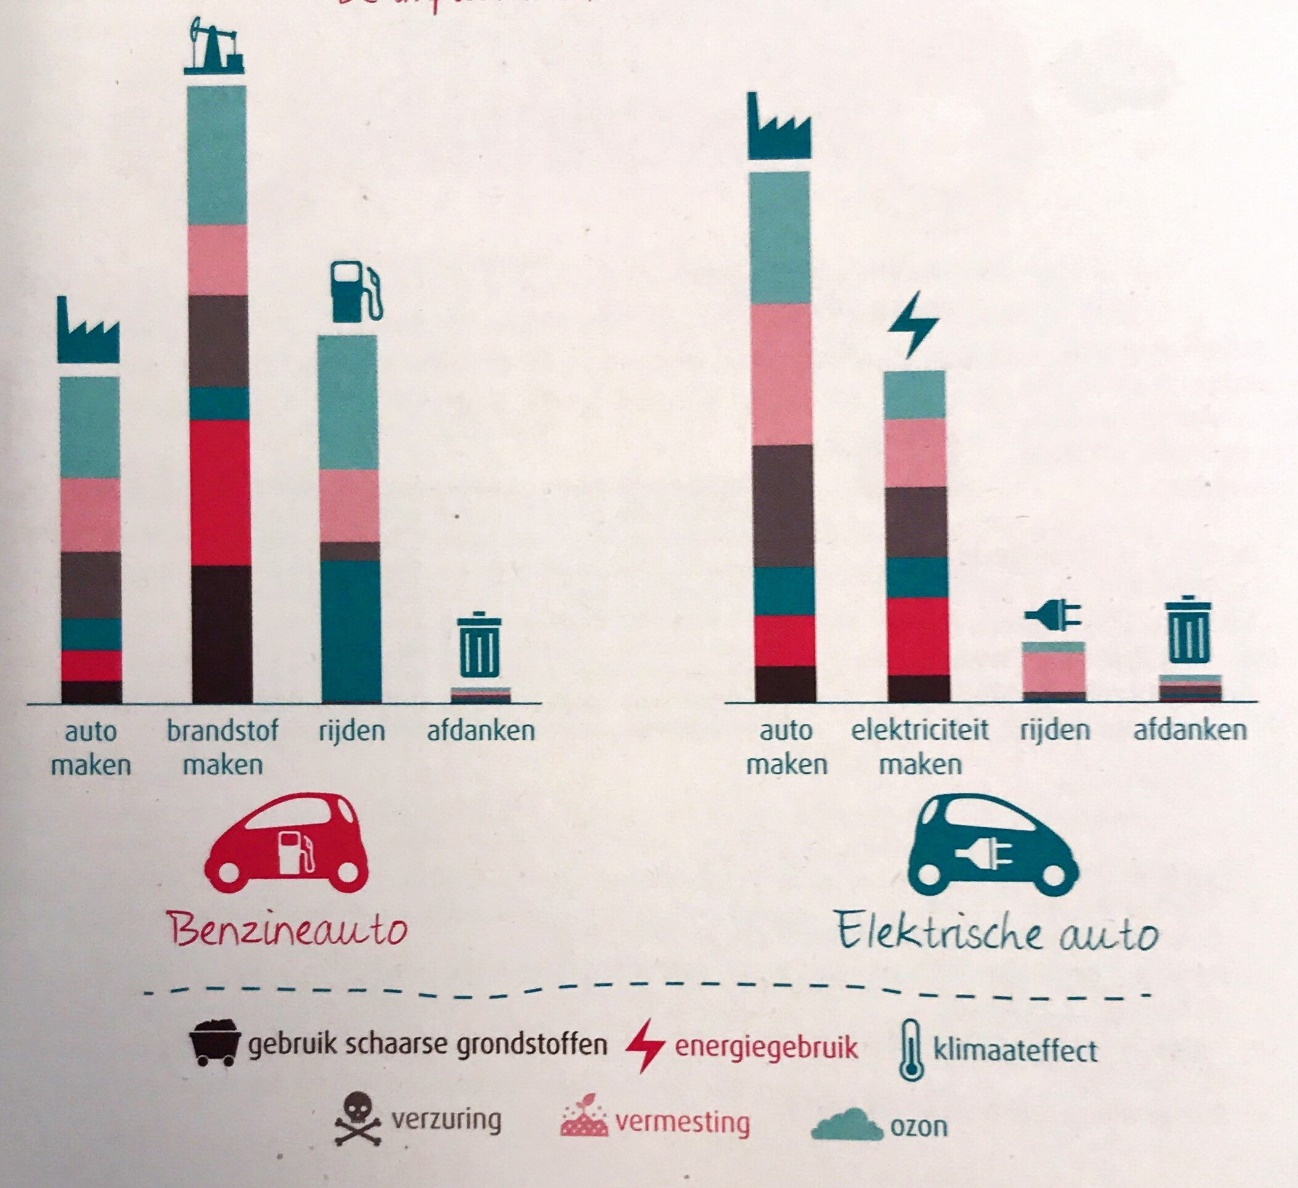 auto maken
brandstof maken
rijden
afdanken
auto maken
elektriciteit maken
rijden
afdanken
Benzineauto
Elektrische auto
gebruik schaarse grondstoffen
energiegebruik
klimaateffect
verzuring
vermesting
ozon